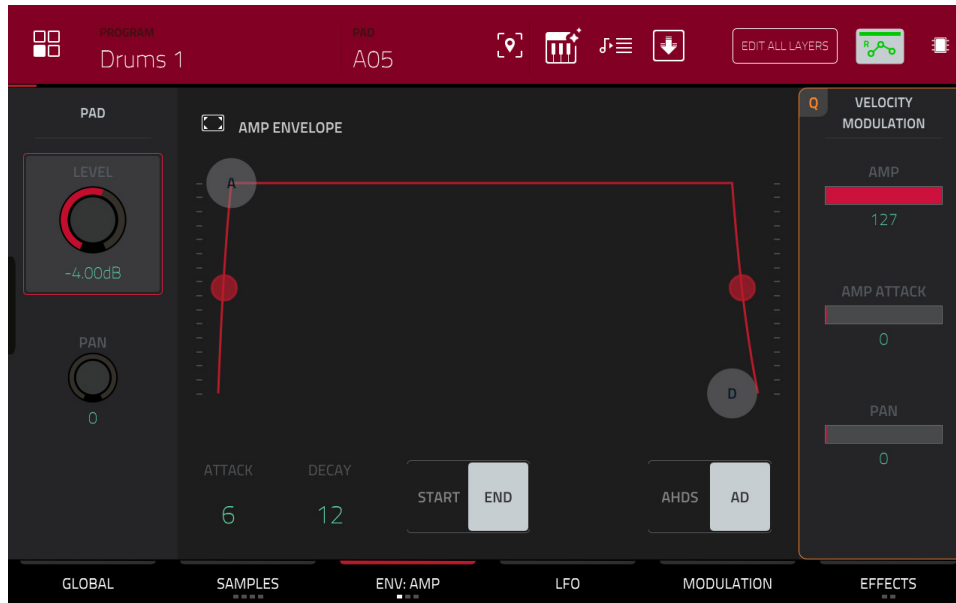 PROGRAM
Drums 1
PAD
A05
EDIT ALL LAYERS
R
PAD
LEVEL
-4.00dB
PAN
0
AMP ENVELOPE
A
D
ATTACK
6
DECAY
12
START
END
AHDS
AD
Q
VELOCITY
MODULATION
AMP
127
AMP ATTACK
0
PAN
0
GLOBAL
SAMPLES
ENV: AMP
LFO
MODULATION
EFFECTS